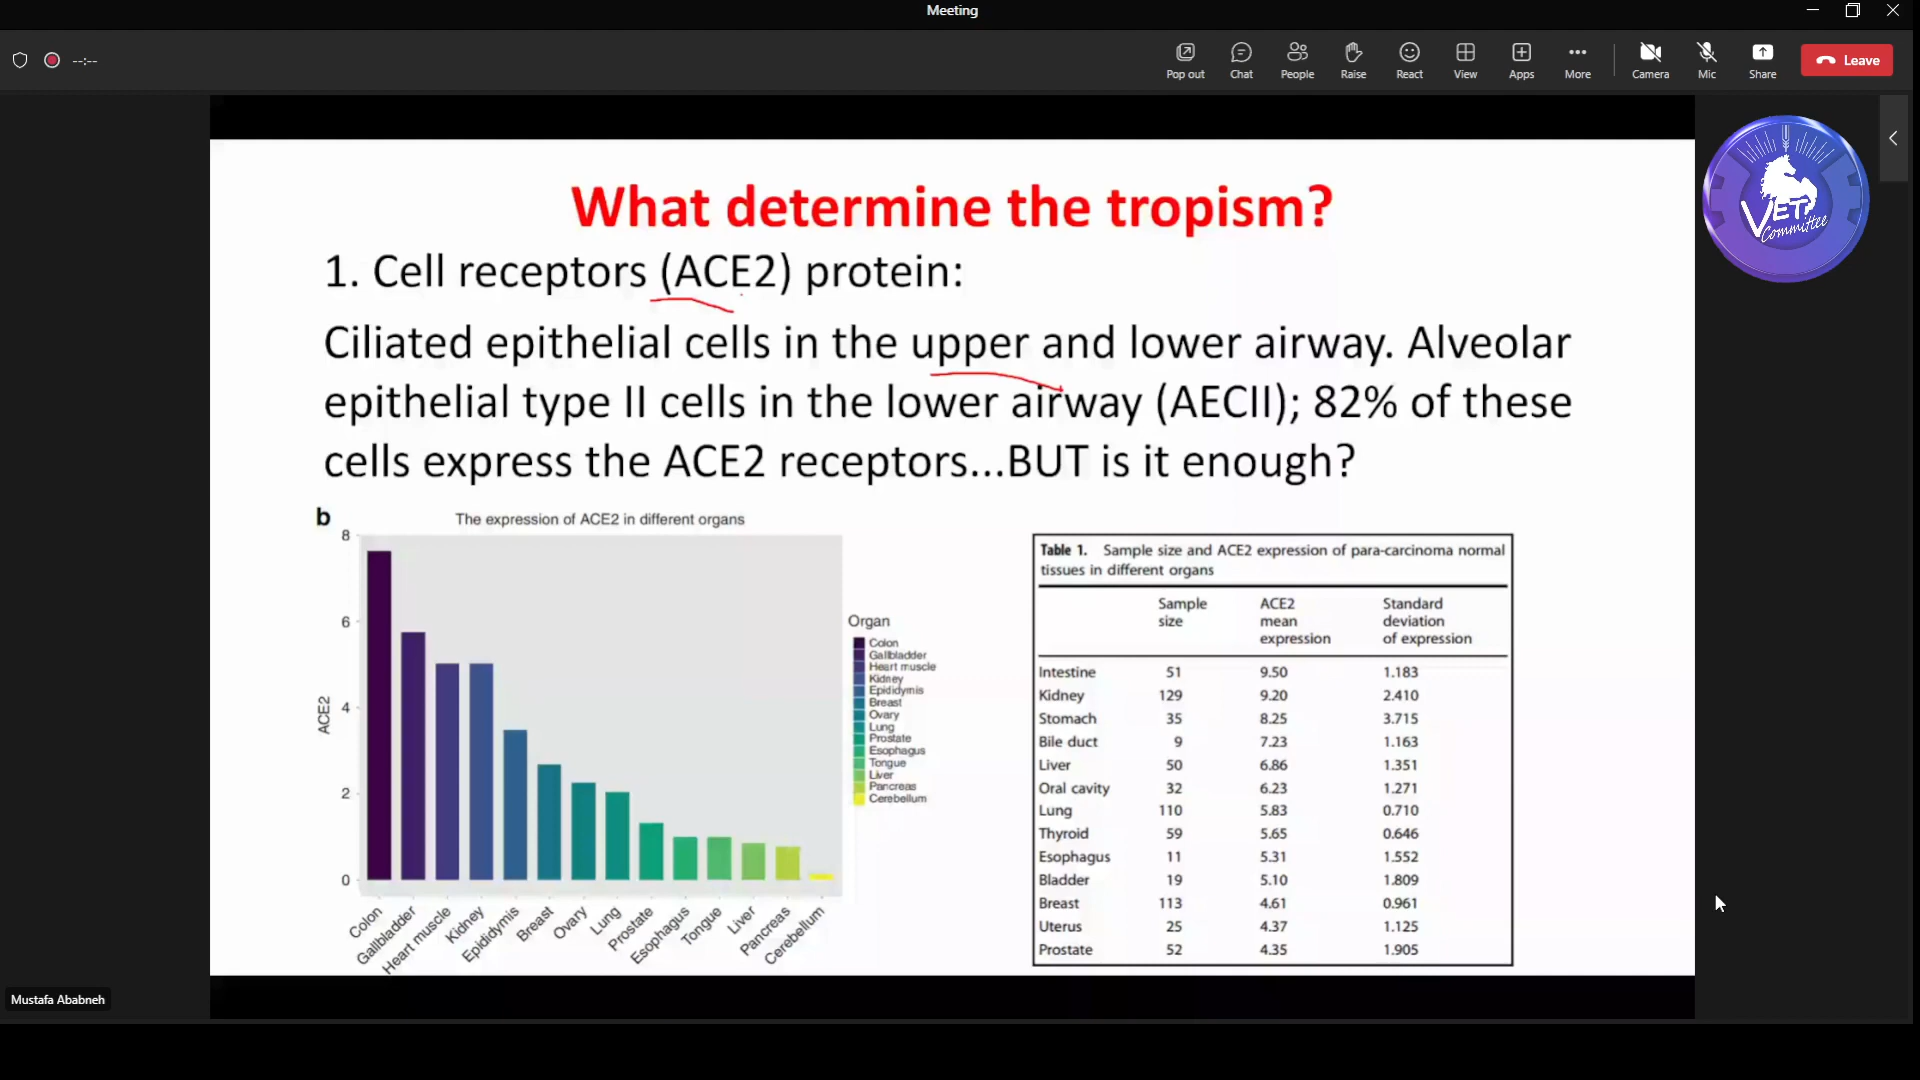 Meeting
--:--
Pop out Chat People Raise React View Apps More Camera Mic Share Leave
VET
Committee
What determine the tropism?
1. Cell receptors (ACE2) protein:
Ciliated epithelial cells in the upper and lower airway. Alveolar
epithelial type II cells in the lower airway (AECII); 82% of these
cells express the ACE2 receptors...BUT is it enough?
b
The expression of ACE2 in different organs
8
6
4
2
0
ACE2
Colon
Gallbladder
Heart muscle
Kidney
Epididymis
Breast
Ovary
Lung
Prostate
Esophagus
Tongue
Liver
Pancreas
Cerebellum
Organ
Colon
Gallbladder
Heart muscle
Kidney
Epididymis
Breast
Ovary
Lung
Prostate
Esophagus
Tongue
Liver
Pancreas
Cerebellum
Table 1. Sample size and ACE2 expression of para-carcinoma normal
tissues in different organs
Sample ACE2 Standard
size mean deviation
expression of expression
Intestine 51 9.50 1.183
Kidney 129 9.20 2.410
Stomach 35 8.25 3.715
Bile duct 9 7.23 1.163
Liver 50 6.86 1.351
Oral cavity 32 6.23 1.271
Lung 110 5.83 0.710
Thyroid 59 5.65 0.646
Esophagus 11 5.31 1.552
Bladder 19 5.10 1.809
Breast 113 4.61 0.961
Uterus 25 4.37 1.125
Prostate 52 4.35 1.905
Mustafa Ababneh